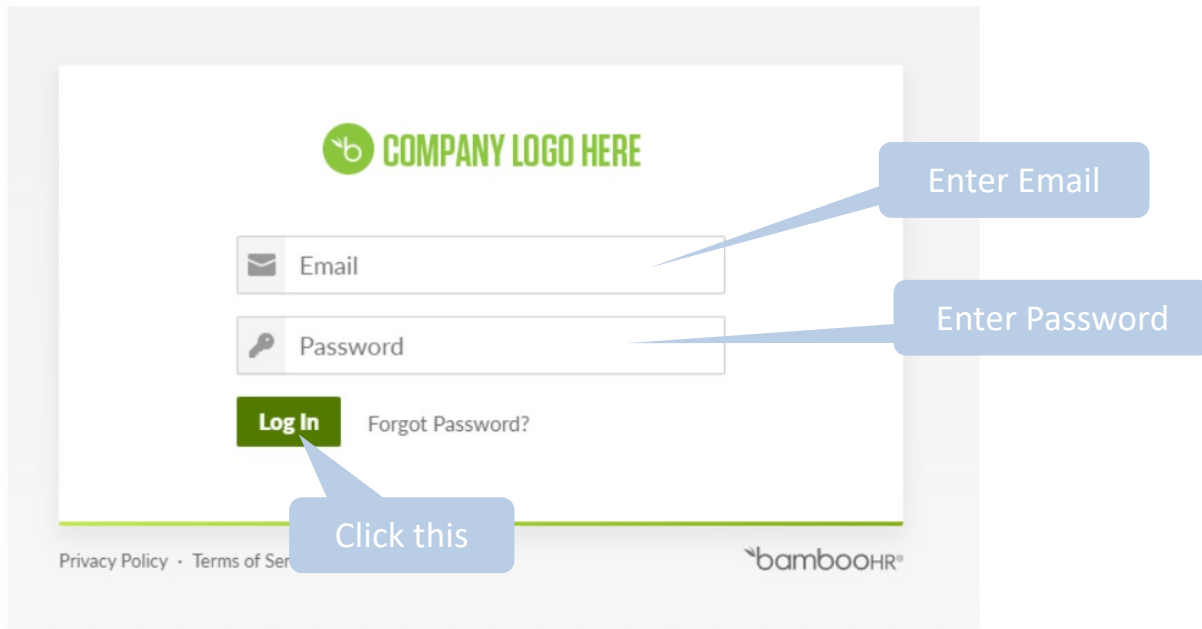 COMPANY LOGO HERE
Enter Email
Email
Enter Password
Password
Log In Forgot Password?
Click this
Privacy Policy · Terms of Ser
bambooHR®